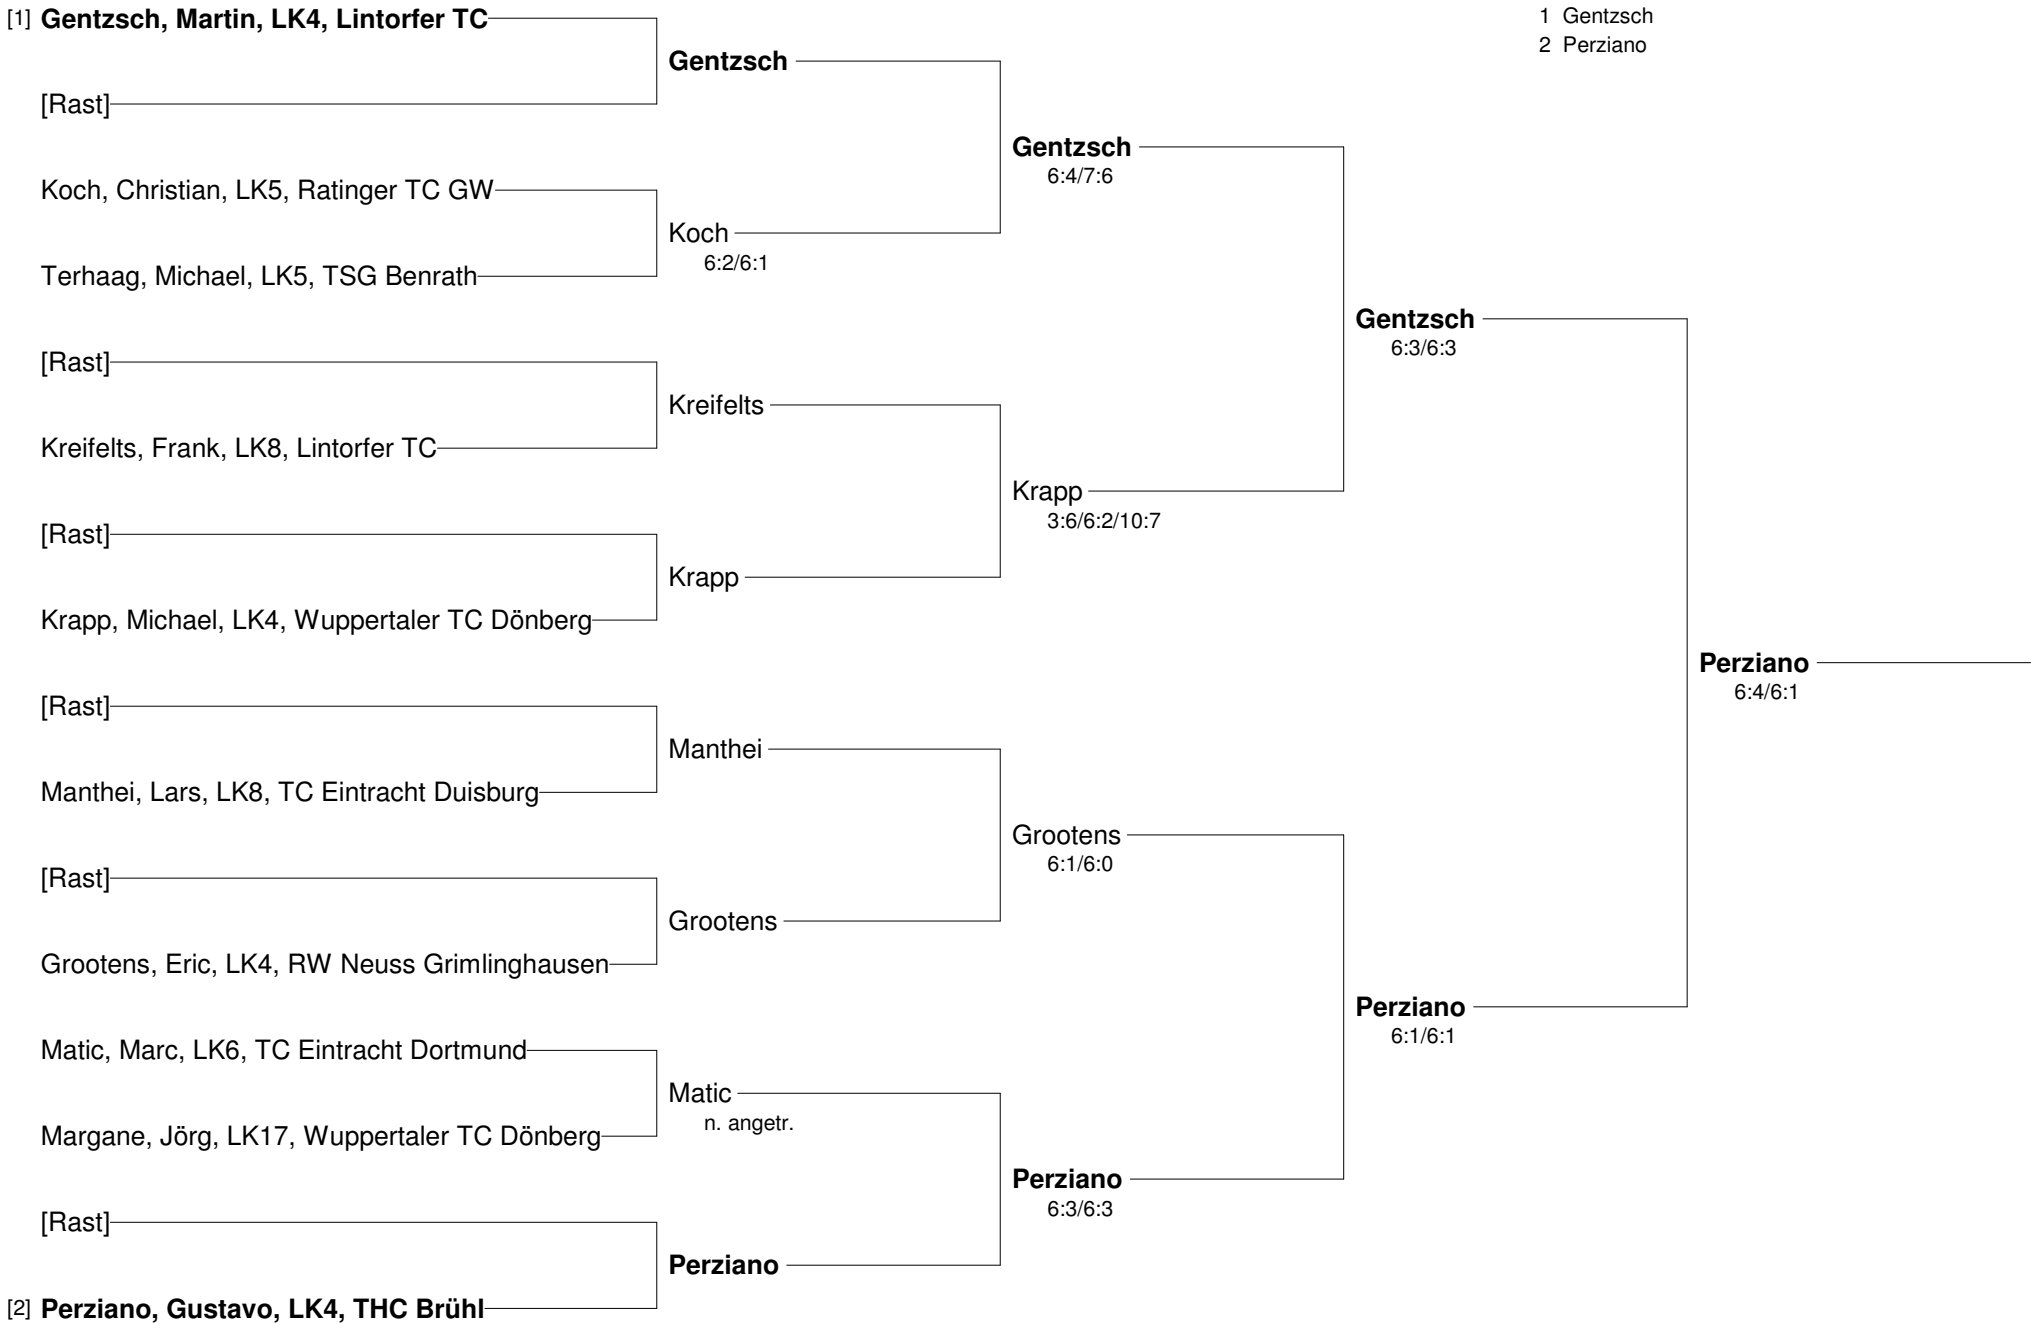 [1] Gentzsch, Martin, LK4, Lintorfer TC
[Rast]
Koch, Christian, LK5, Ratinger TC GW
Terhaag, Michael, LK5, TSG Benrath
[Rast]
Kreifelts, Frank, LK8, Lintorfer TC
[Rast]
Krapp, Michael, LK4, Wuppertaler TC Dönberg
[Rast]
Manthei, Lars, LK8, TC Eintracht Duisburg
[Rast]
Grootens, Eric, LK4, RW Neuss Grimlinghausen
Matic, Marc, LK6, TC Eintracht Dortmund
Margane, Jörg, LK17, Wuppertaler TC Dönberg
[Rast]
[2] Perziano, Gustavo, LK4, THC Brühl
Gentzsch
Koch
6:2/6:1
Kreifelts
Krapp
Manthei
Grootens
Matic
n. angetr.
Perziano
Gentzsch
6:4/7:6
Krapp
3:6/6:2/10:7
Grootens
6:1/6:0
Perziano
6:3/6:3
Gentzsch
6:3/6:3
Perziano
6:1/6:1
Perziano
6:4/6:1
1 Gentzsch
2 Perziano